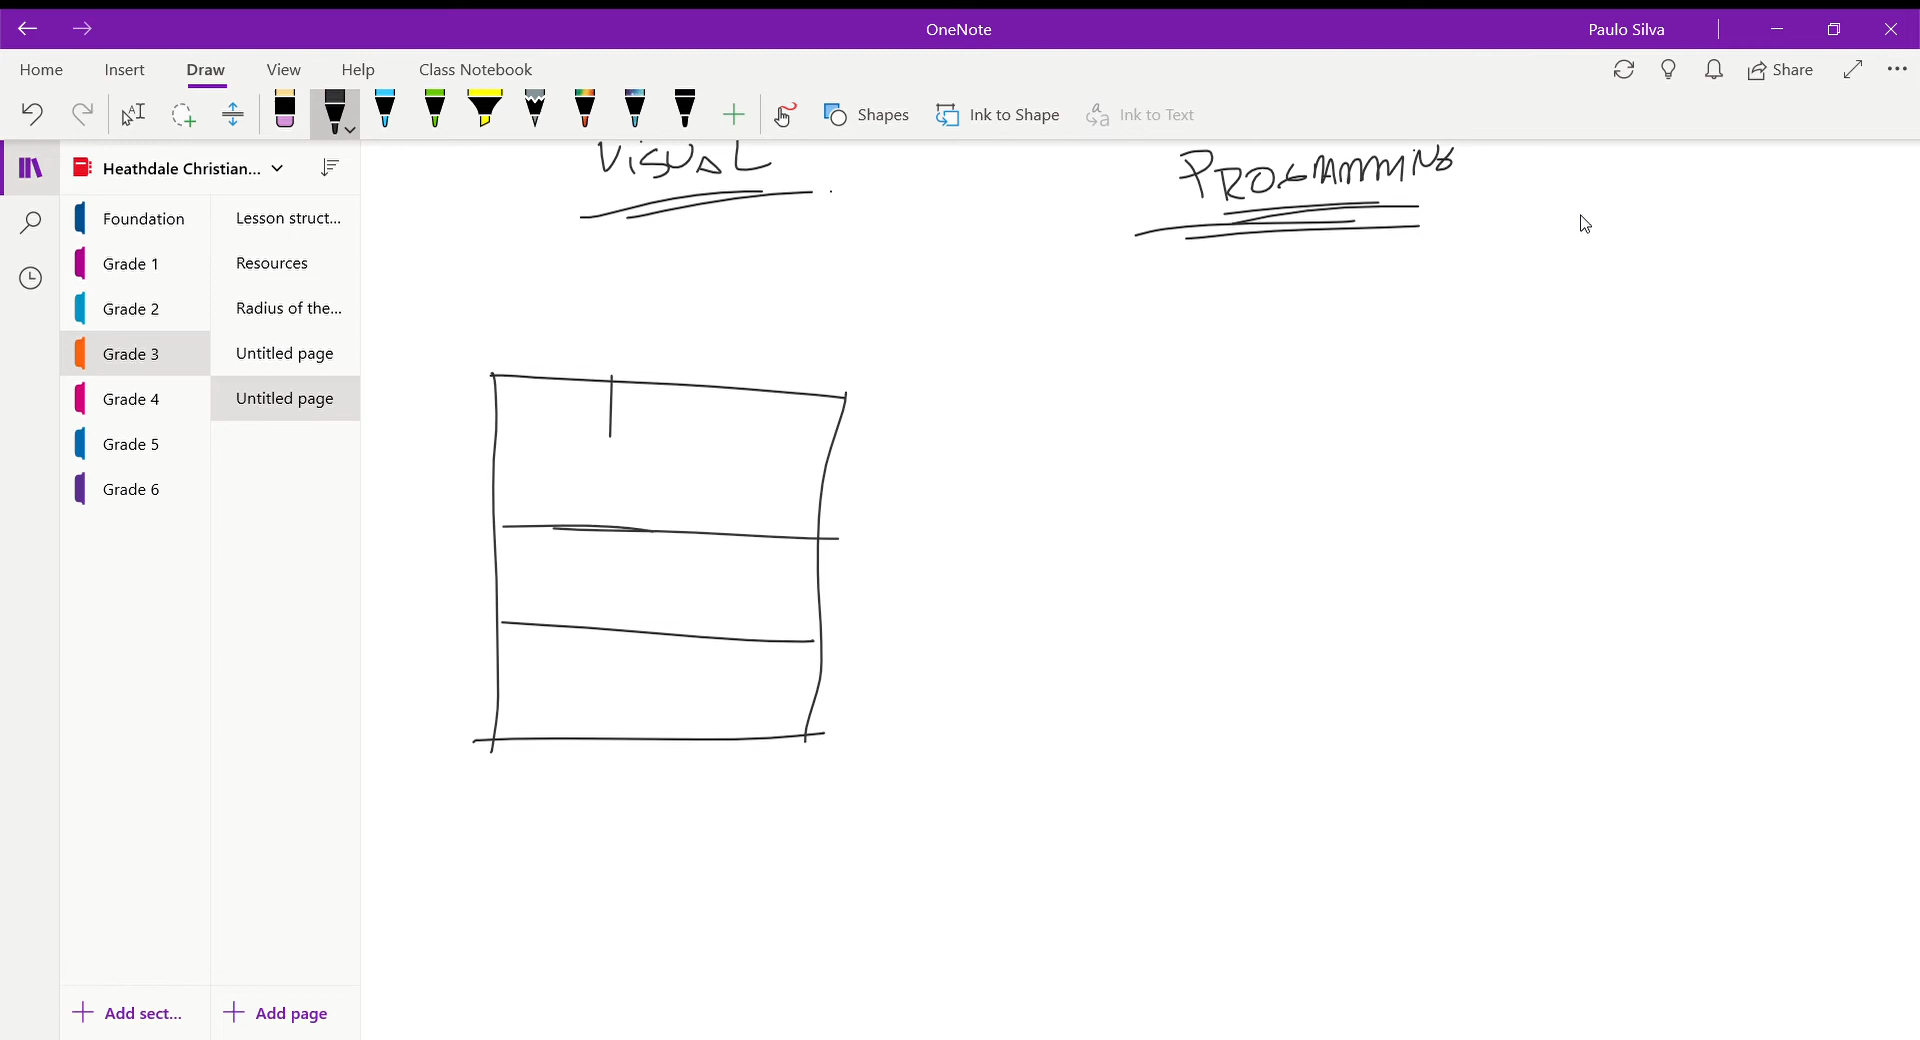 OneNote
Paulo Silva
Home Insert Draw View Help Class Notebook
Share
Shapes
Ink to Shape
Ink to Text
Heathdale Christian...
Foundation
Grade 1
Grade 2
Grade 3
Grade 4
Grade 5
Grade 6
Add sect...
Lesson struct...
Resources
Radius of the...
Untitled page
Untitled page
Add page
VISUAL
PROGRAMMING